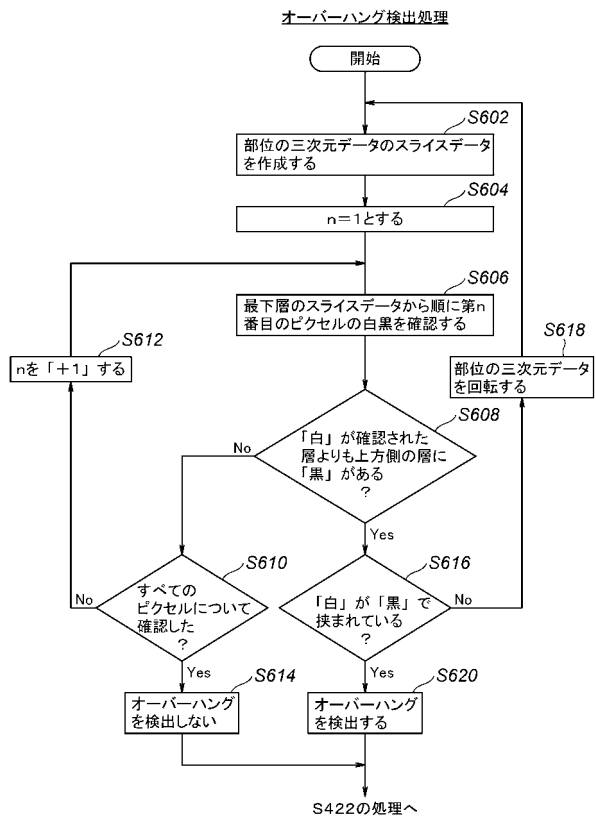 オーバーハング検出処理
開始
S602
部位の三次元データのスライスデータ
を作成する
S604
n=1とする
S606
最下層のスライスデータから順に第n
番目のピクセルの白黒を確認する
S612
nを「+1」する
S618
部位の三次元データ
を回転する
S608
「白」が確認された
層よりも上方側の層に
「黒」がある
?
No
Yes
S610
すべての
ピクセルについて
確認した
?
No
Yes
S616
「白」が「黒」で
挟まれている
?
No
Yes
S614
オーバーハング
を検出しない
S620
オーバーハング
を検出する
S422の処理へ